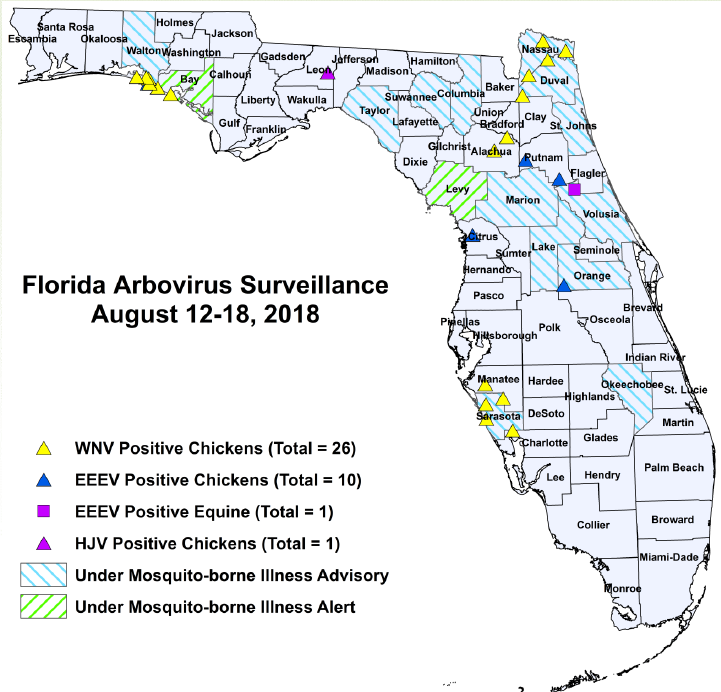 Holmes
Santa Rosa
Jackson
Escambia
Okaloosa
Walton
Washington
Gadsden
Jefferson
Hamilton
Nassau
Bay
Calhoun
Leon
Madison
Baker
Duval
Liberty
Wakulla
Suwannee
Columbia
Taylor
Union
Clay
Gulf
Franklin
Lafayette
Bradford
St. Johns
Gilchrist
Alachua
Putnam
Dixie
Flagler
Levy
Marion
Volusia
Citrus
Lake
Seminole
Sumter
Hernando
Orange
Florida Arbovirus Surveillance
August 12-18, 2018
Pasco
Brevard
Pinellas
Hillsborough
Polk
Osceola
Indian River
Manatee
Hardee
Okeechobee
St. Lucie
Highlands
Sarasota
DeSoto
Martin
Charlotte
Glades
WNV Positive Chickens (Total = 26)
EEEV Positive Chickens (Total = 10)
EEEV Positive Equine (Total = 1)
HJV Positive Chickens (Total = 1)
Under Mosquito-borne Illness Advisory
Under Mosquito-borne Illness Alert
Lee
Hendry
Palm Beach
Collier
Broward
Miami-Dade
Monroe